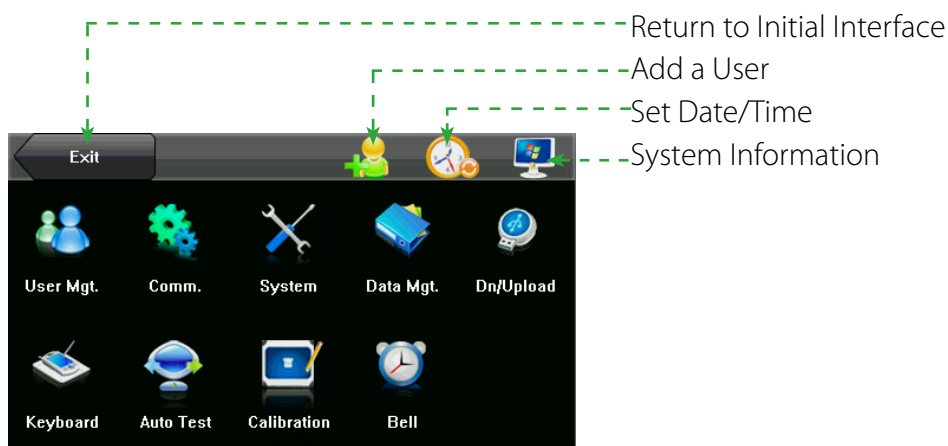 Return to Initial Interface
Add a User
Set Date/Time
System Information
Exit
User Mgt. Comm. System Data Mgt. Dn/Upload
Keyboard Auto Test Calibration Bell